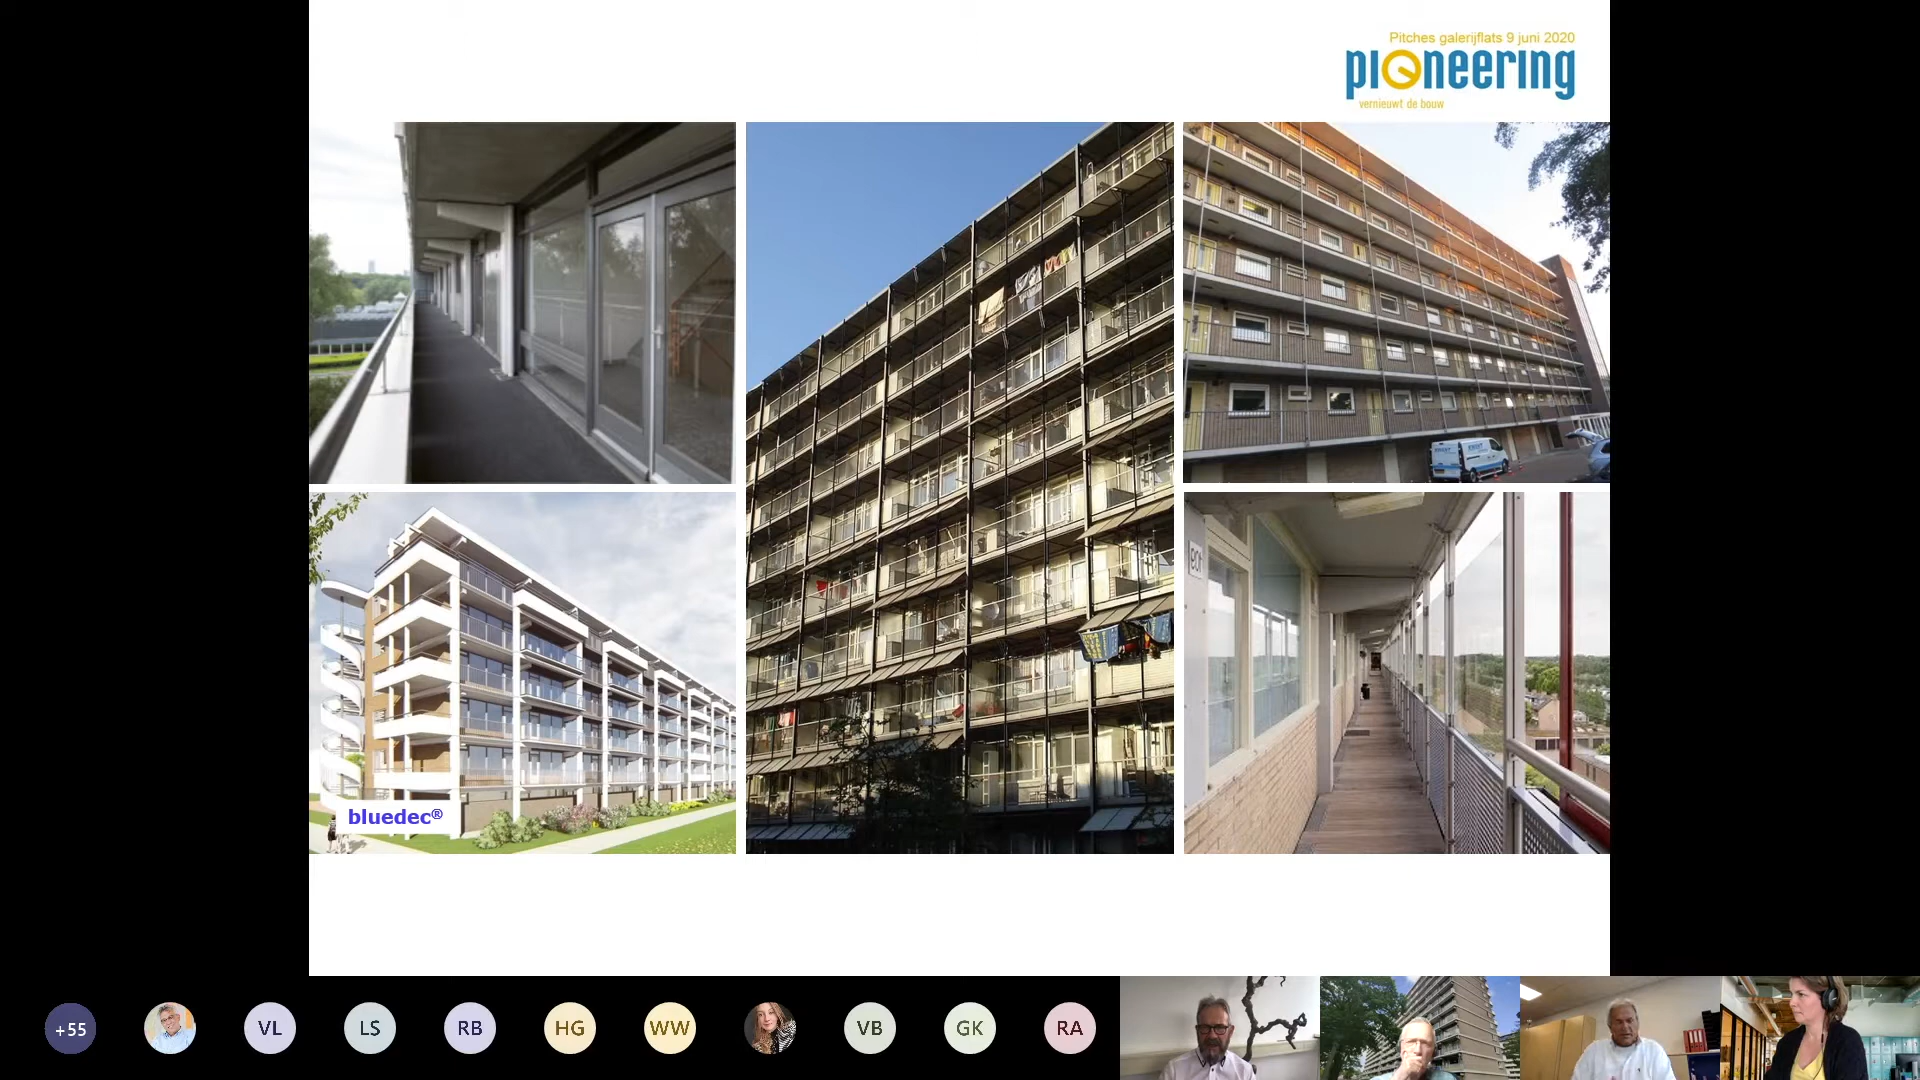 Pitches galerijflats 9 juni 2020
pioneering
vernieuwt de bouw
bluedec®
+55
VL
LS
RB
HG
WW
VB
GK
RA